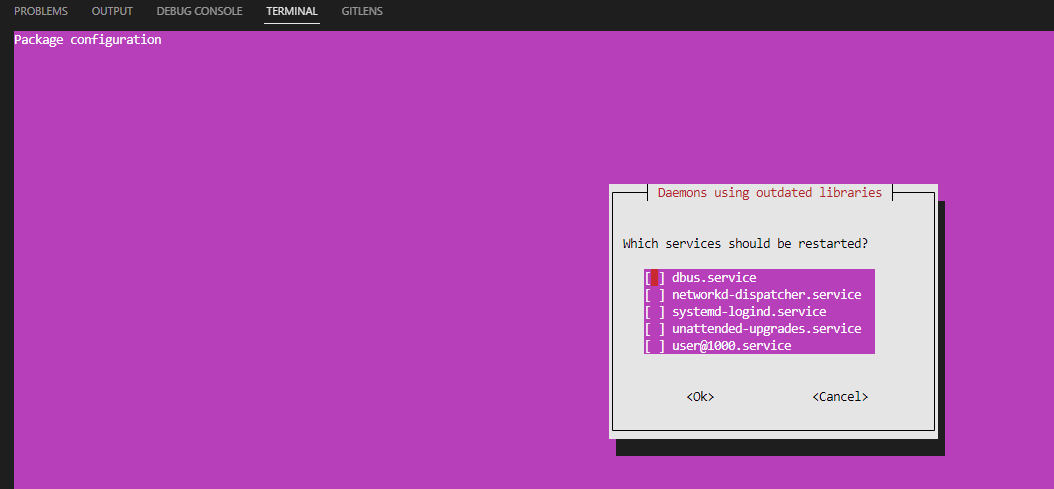 PROBLEMS OUTPUT DEBUG CONSOLE TERMINAL GITLENS
Package configuration
Daemons using outdated libraries
Which services should be restarted?
[ ] dbus.service
[ ] networkd-dispatcher.service
[ ] systemd-logind.service
[ ] unattended-upgrades.service
[ ] user@1000.service
<Ok> <Cancel>